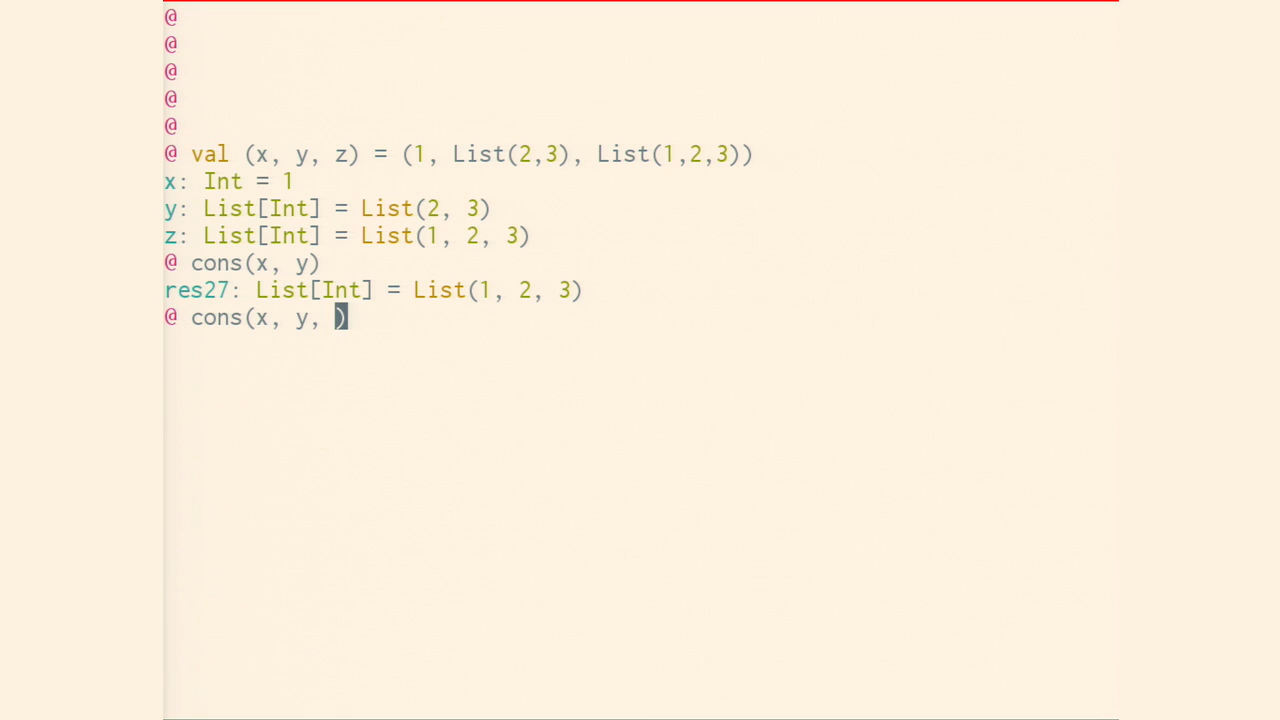 @
@
@
@
@
@ val (x, y, z) = (1, List(2,3), List(1,2,3))
x: Int = 1
y: List[Int] = List(2, 3)
z: List[Int] = List(1, 2, 3)
@ cons(x, y)
res27: List[Int] = List(1, 2, 3)
@ cons(x, y, )